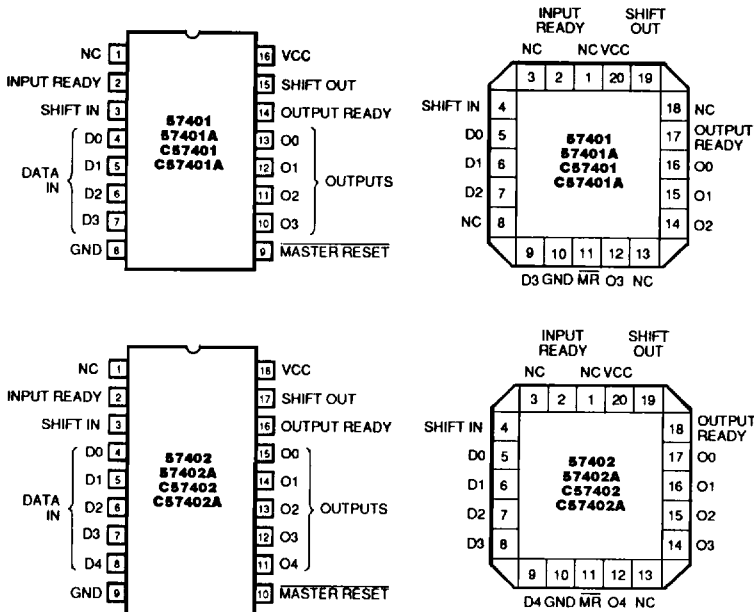 NC 1 16 VCC
INPUT READY 2 15 SHIFT OUT
SHIFT IN 3 14 OUTPUT READY
DATA IN
D0 4 13 O0
D1 5 12 O1
D2 6 11 O2
D3 7 10 O3
OUTPUTS
GND 8 9 MASTER RESET
57401
57401A
C57401
C57401A
INPUT READY
SHIFT OUT
NC NC VCC
3 2 1 20 19
SHIFT IN 4 18 NC
D0 5 17 OUTPUT READY
D1 6 16 O0
D2 7 15 O1
NC 8 14 O2
57401
57401A
C57401
C57401A
9 10 11 12 13
D3 GND MR O3 NC
NC 1 18 VCC
INPUT READY 2 17 SHIFT OUT
SHIFT IN 3 16 OUTPUT READY
DATA IN
D0 4 15 O0
D1 5 14 O1
D2 6 13 O2
D3 7 12 O3
D4 8 11 O4
OUTPUTS
GND 9 10 MASTER RESET
57402
57402A
C57402
C57402A
INPUT READY
SHIFT OUT
NC NC VCC
3 2 1 20 19
SHIFT IN 4 18 OUTPUT READY
D0 5 17 O0
D1 6 16 O1
D2 7 15 O2
D3 8 14 O3
57402
57402A
C57402
C57402A
9 10 11 12 13
D4 GND MR O4 NC